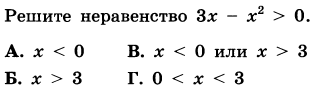 Решите неравенство 3x − x² > 0.
А. x < 0 В. x < 0 или x > 3
Б. x > 3 Г. 0 < x < 3